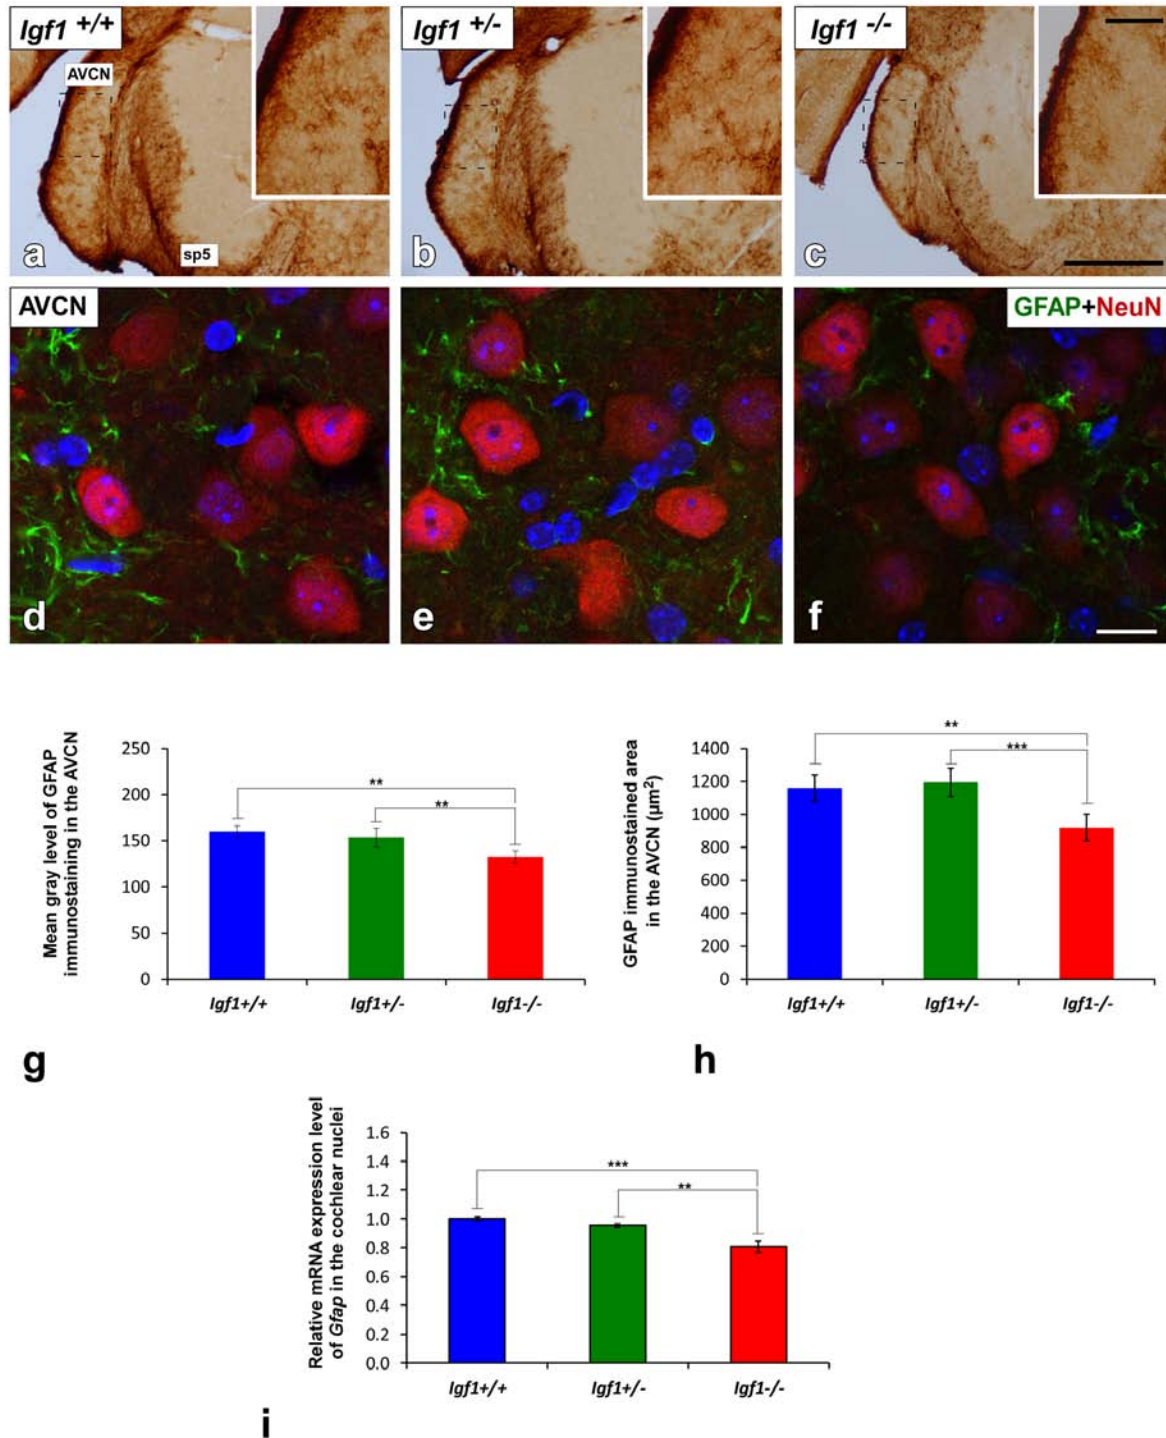 Igf1 +/+
Igf1 +/-
Igf1 -/-
AVCN
sp5
a
b
c
AVCN
GFAP+NeuN
d
e
f
Mean gray level of GFAP
immunostaining in the AVCN
250
200
150
100
50
0
**
**
Igf1+/+
Igf1+/-
Igf1-/-
g
GFAP immunostained area
in the AVCN (µm²)
1400
1200
1000
800
600
400
200
0
**
***
Igf1+/+
Igf1+/-
Igf1-/-
h
Relative mRNA expression level
of Gfap in the cochlear nuclei
1.6
1.4
1.2
1.0
0.8
0.6
0.4
0.2
0.0
***
**
Igf1+/+
Igf1+/-
Igf1-/-
i